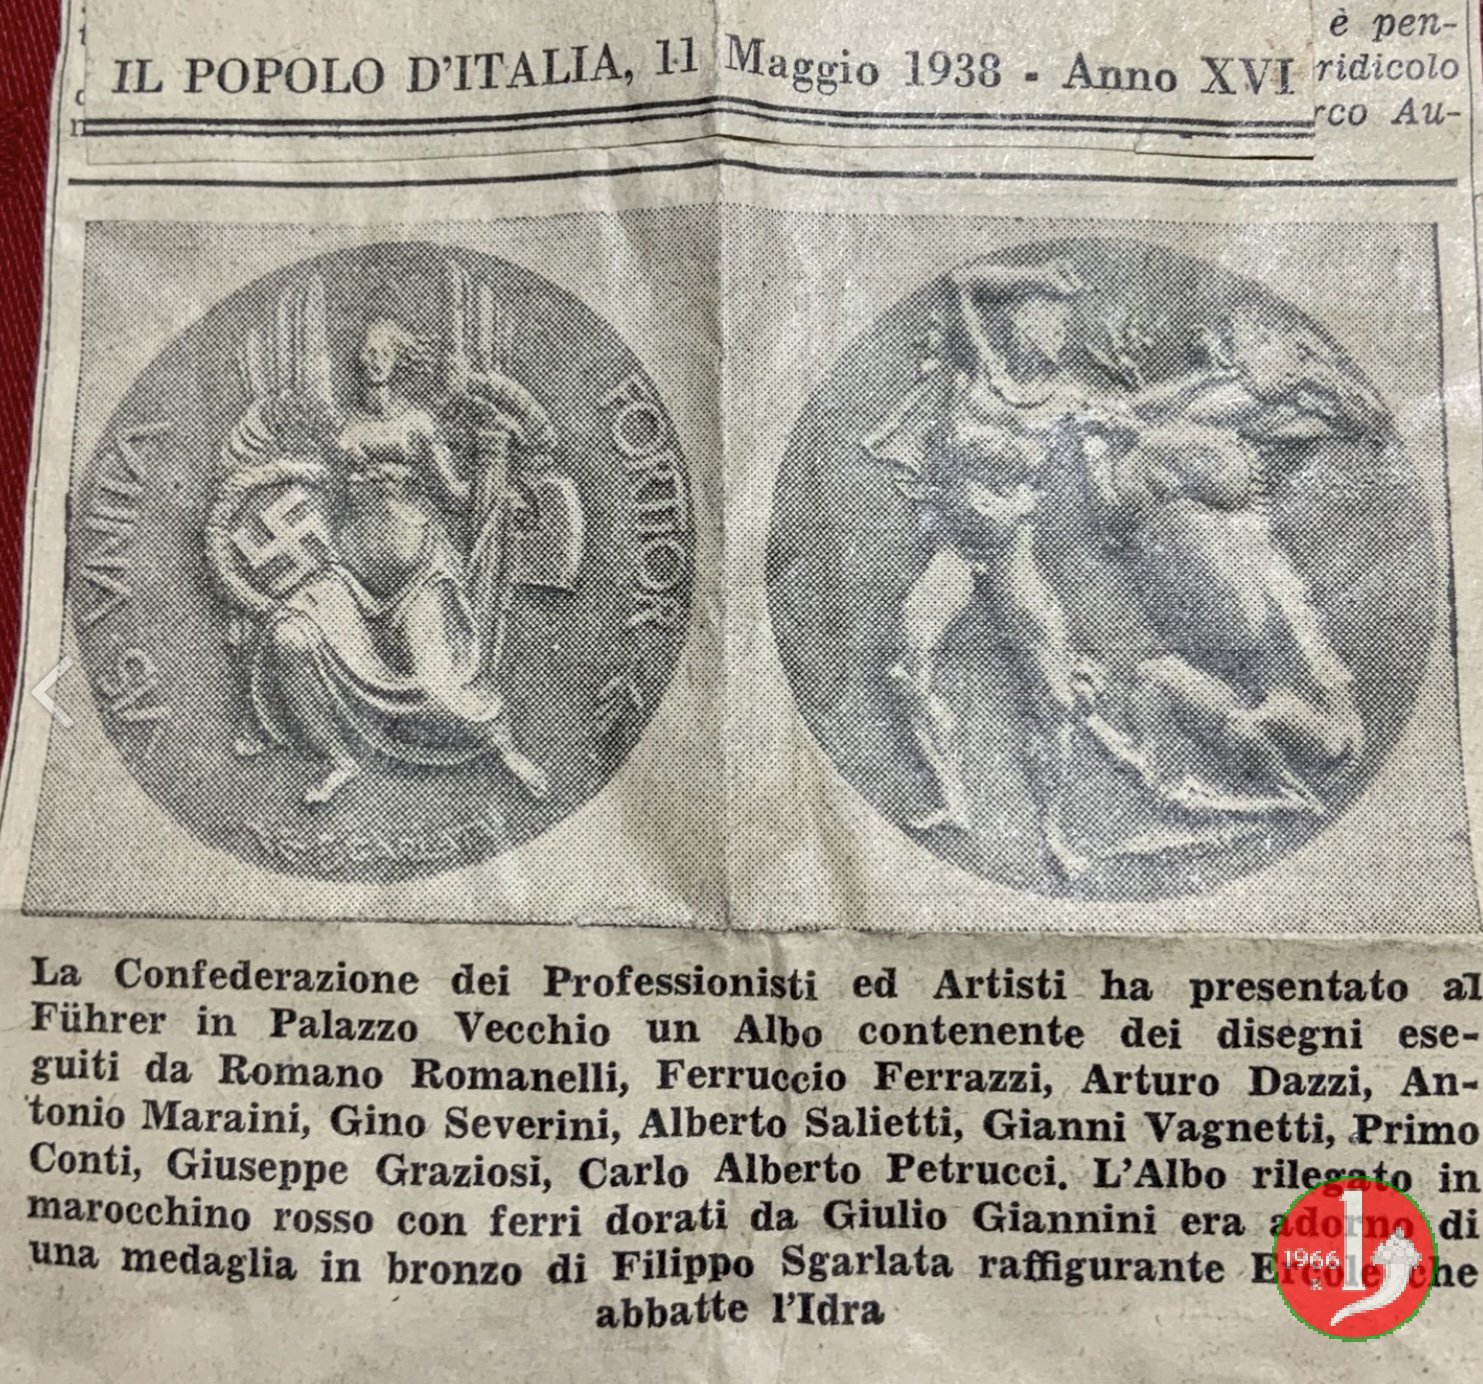 è pen-
ridicolo
rco Au-
IL POPOLO D'ITALIA, 11 Maggio 1938 - Anno XVI
VIS VNITA
FORTIOR
La Confederazione dei Professionisti ed Artisti ha presentato al
Führer in Palazzo Vecchio un Albo contenente dei disegni ese-
guiti da Romano Romanelli, Ferruccio Ferrazzi, Arturo Dazzi, An-
tonio Maraini, Gino Severini, Alberto Salietti, Gianni Vagnetti, Primo
Conti, Giuseppe Graziosi, Carlo Alberto Petrucci. L'Albo rilegato in
marocchino rosso con ferri dorati da Giulio Giannini era adorno di
una medaglia in bronzo di Filippo Sgarlata raffigurante Ercole che
abbatte l'Idra
1966